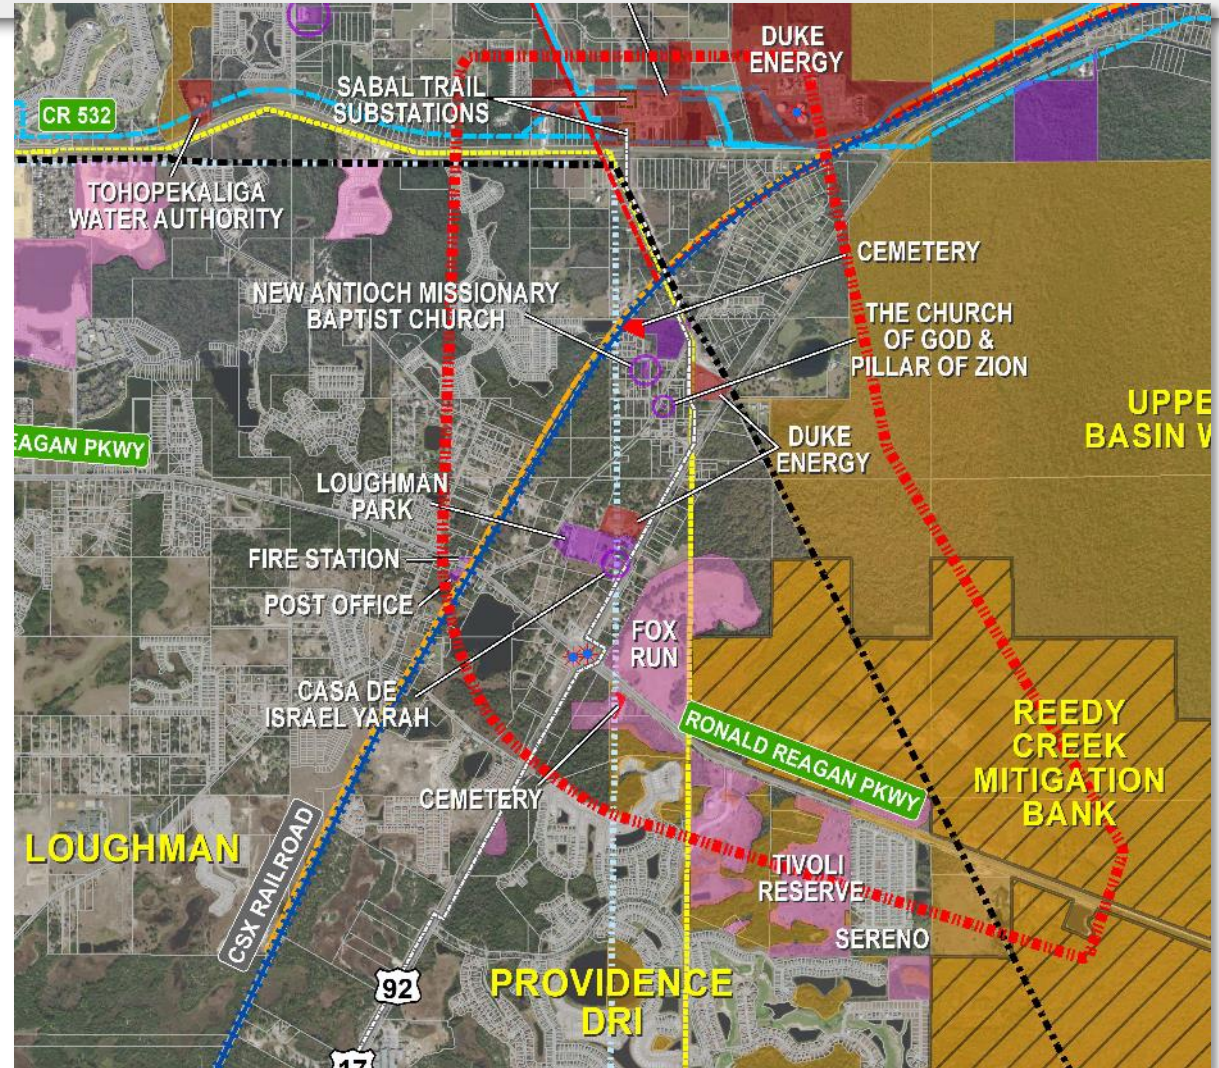 DUKE
ENERGY
SABAL TRAIL
SUBSTATIONS
CR 532
TOHOPEKALIGA
WATER AUTHORITY
CEMETERY
NEW ANTIOCH MISSIONARY
BAPTIST CHURCH
THE CHURCH
OF GOD &
PILLAR OF ZION
UPPE
BASIN W
EAGAN PKWY
DUKE
ENERGY
LOUGHMAN
PARK
FIRE STATION
POST OFFICE
FOX
RUN
CASA DE
ISRAEL YARAH
REEDY
CREEK
MITIGATION
BANK
RONALD REAGAN PKWY
CEMETERY
LOUGHMAN
CSX RAILROAD
TIVOLI
RESERVE
SERENO
92
PROVIDENCE
DRI
17